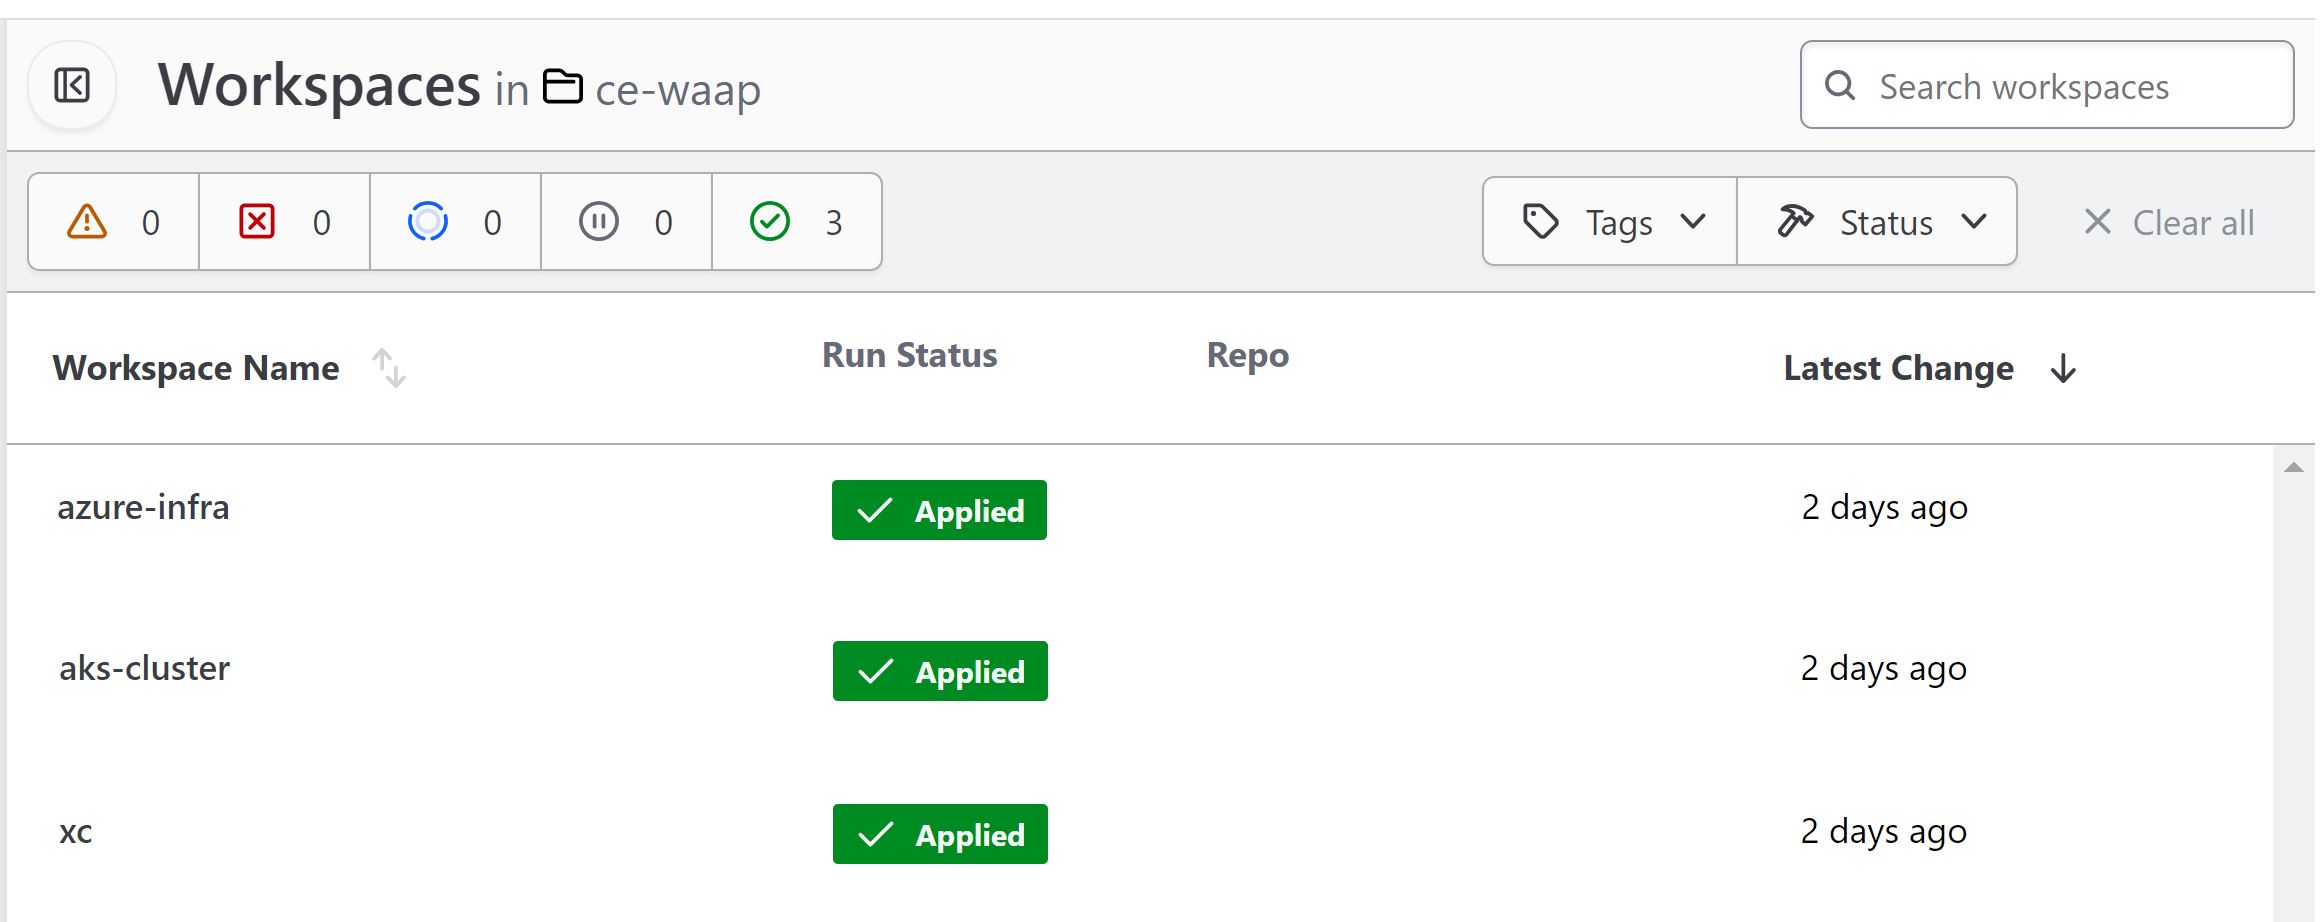 Workspaces in ce-waap
Search workspaces
0 0 0 0 3
Tags Status Clear all
Workspace Name Run Status Repo Latest Change
azure-infra Applied 2 days ago
aks-cluster Applied 2 days ago
xc Applied 2 days ago